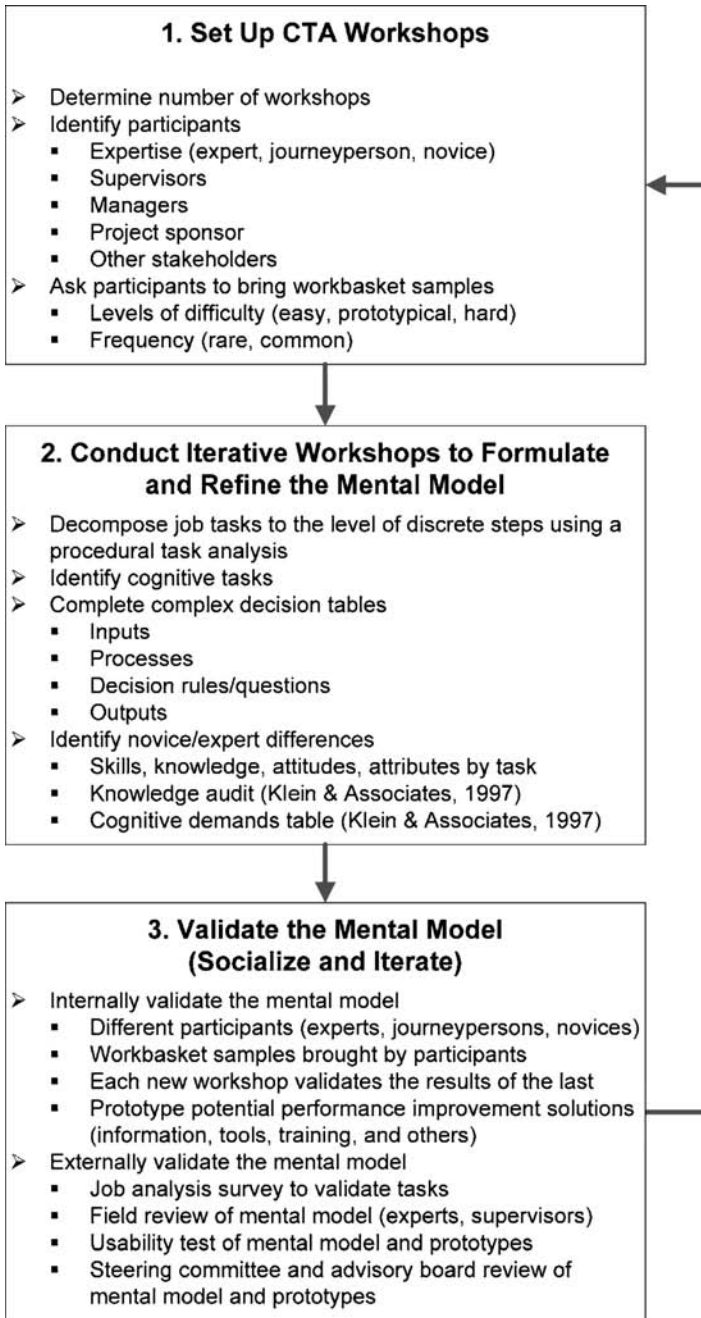 1. Set Up CTA Workshops
➢ Determine number of workshops
➢ Identify participants
▪ Expertise (expert, journeyperson, novice)
▪ Supervisors
▪ Managers
▪ Project sponsor
▪ Other stakeholders
➢ Ask participants to bring workbasket samples
▪ Levels of difficulty (easy, prototypical, hard)
▪ Frequency (rare, common)
2. Conduct Iterative Workshops to Formulate
and Refine the Mental Model
➢ Decompose job tasks to the level of discrete steps using a
procedural task analysis
➢ Identify cognitive tasks
➢ Complete complex decision tables
▪ Inputs
▪ Processes
▪ Decision rules/questions
▪ Outputs
➢ Identify novice/expert differences
▪ Skills, knowledge, attitudes, attributes by task
▪ Knowledge audit (Klein & Associates, 1997)
▪ Cognitive demands table (Klein & Associates, 1997)
3. Validate the Mental Model
(Socialize and Iterate)
➢ Internally validate the mental model
▪ Different participants (experts, journeypersons, novices)
▪ Workbasket samples brought by participants
▪ Each new workshop validates the results of the last
▪ Prototype potential performance improvement solutions
(information, tools, training, and others)
➢ Externally validate the mental model
▪ Job analysis survey to validate tasks
▪ Field review of mental model (experts, supervisors)
▪ Usability test of mental model and prototypes
▪ Steering committee and advisory board review of
mental model and prototypes